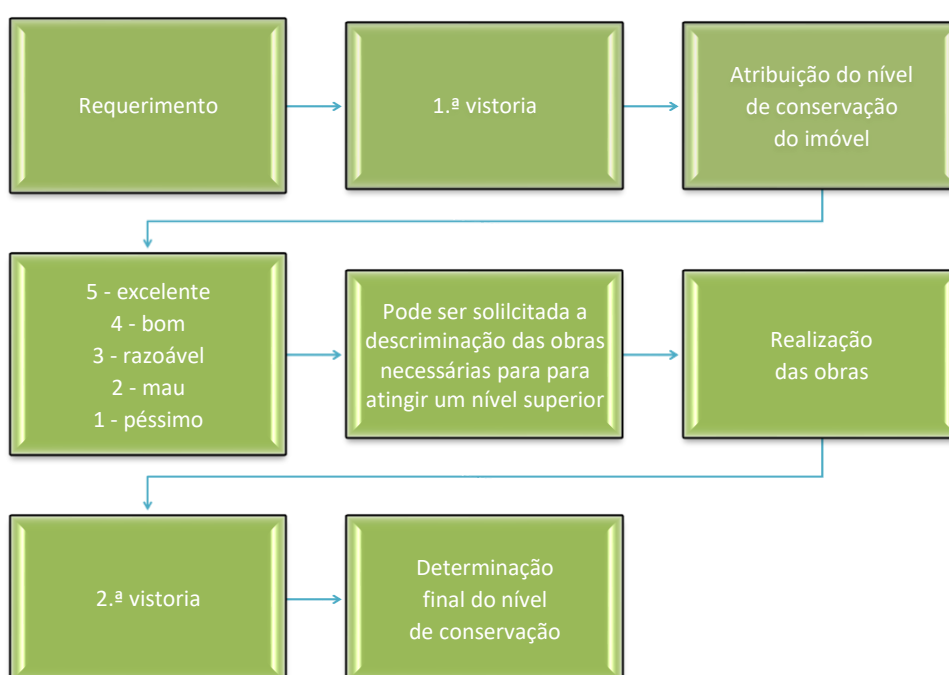 Requerimento
1.ª vistoria
Atribuição do nível
de conservação
do imóvel
5 - excelente
4 - bom
3 - razoável
2 - mau
1 - péssimo
Pode ser solilcitada a
descriminação das obras
necessárias para para
atingir um nível superior
Realização
das obras
2.ª vistoria
Determinação
final do nível
de conservação